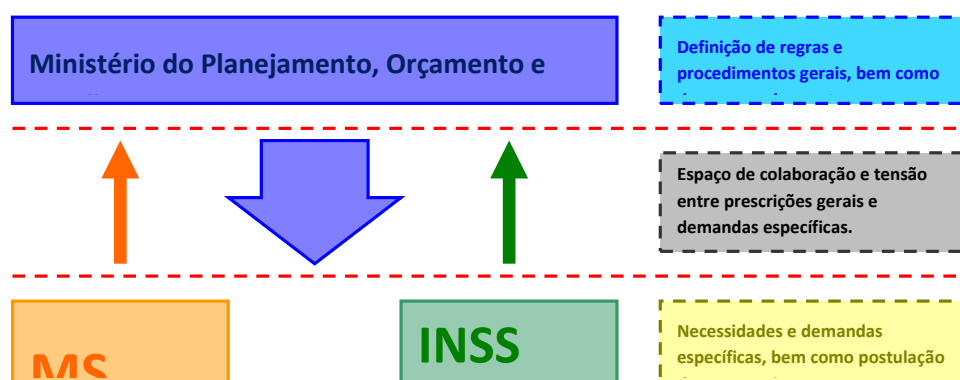 Ministério do Planejamento, Orçamento e
Definição de regras e
procedimentos gerais, bem como
Espaço de colaboração e tensão
entre prescrições gerais e
demandas específicas.
MS
INSS
Necessidades e demandas
específicas, bem como postulação